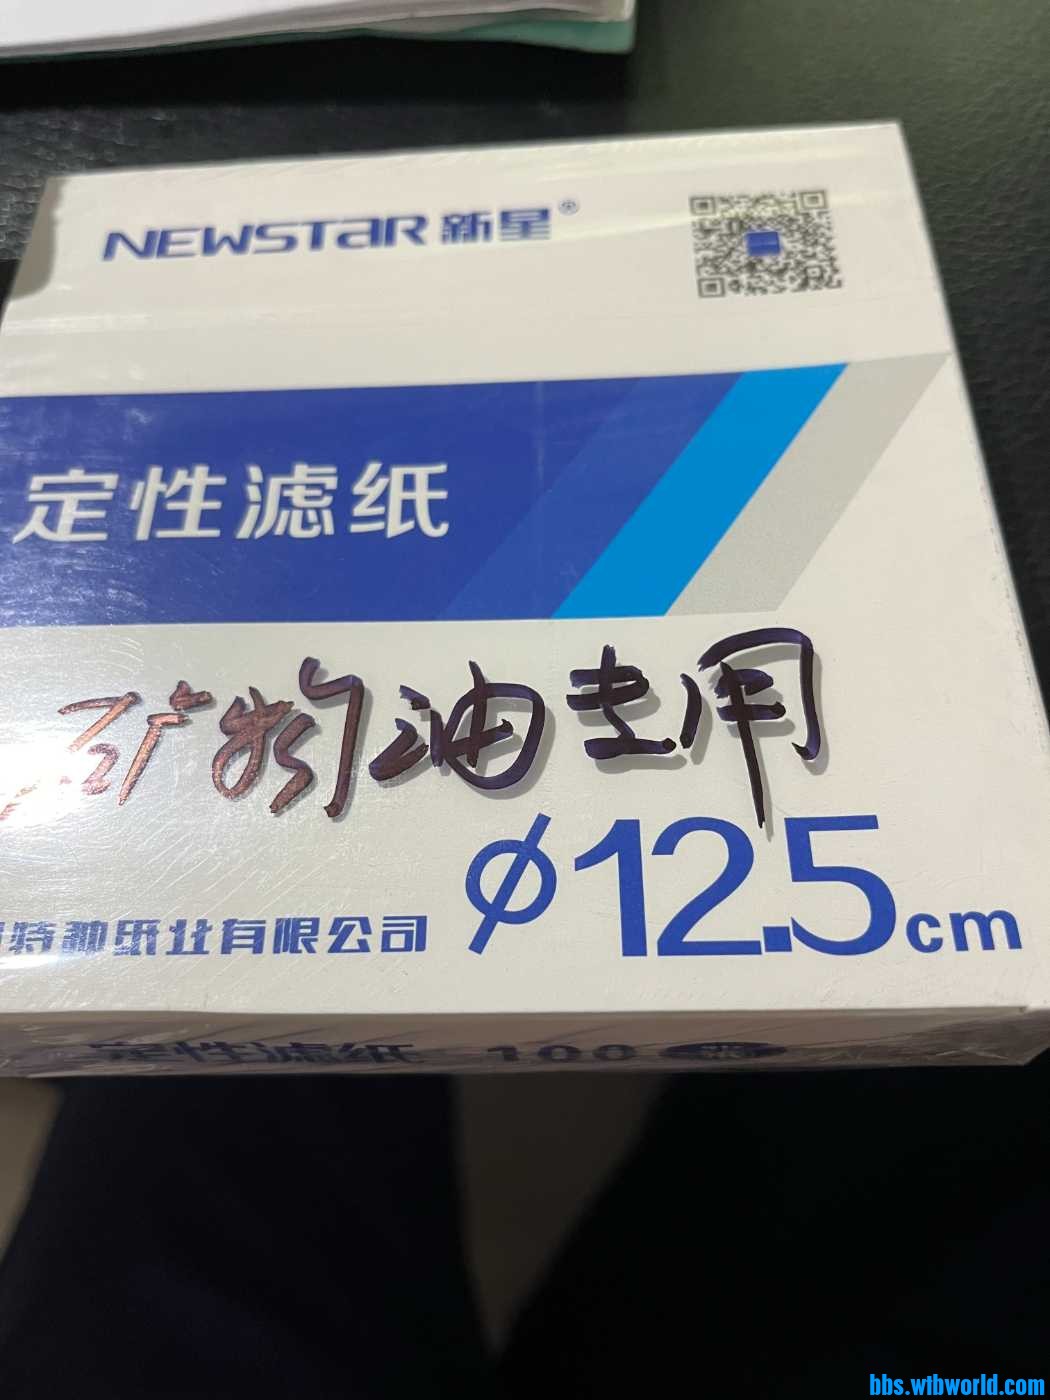 NEWSTAR 新星®
定性滤纸
矿物油专用
特种纸业有限公司
φ12.5cm
定性滤纸 100
bbs.wtbworld.com